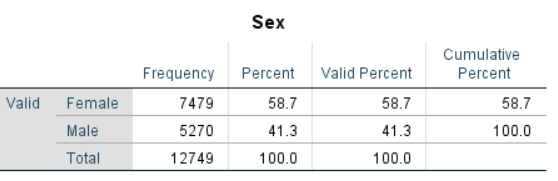 Sex
Frequency Percent Valid Percent Cumulative Percent
Valid Female 7479 58.7 58.7 58.7
Male 5270 41.3 41.3 100.0
Total 12749 100.0 100.0